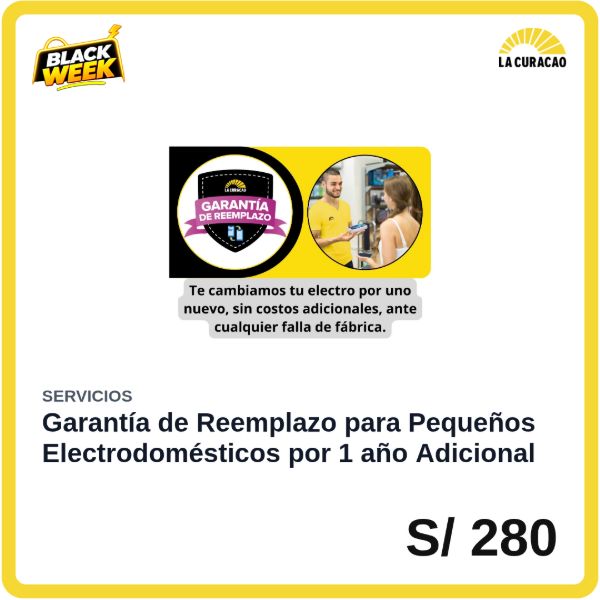 BLACK
WEEK
LA CURACAO
LA CURACAO
GARANTÍA
DE REEMPLAZO
Te cambiamos tu electro por uno
nuevo, sin costos adicionales, ante
cualquier falla de fábrica.
SERVICIOS
Garantía de Reemplazo para Pequeños
Electrodomésticos por 1 año Adicional
S/ 280